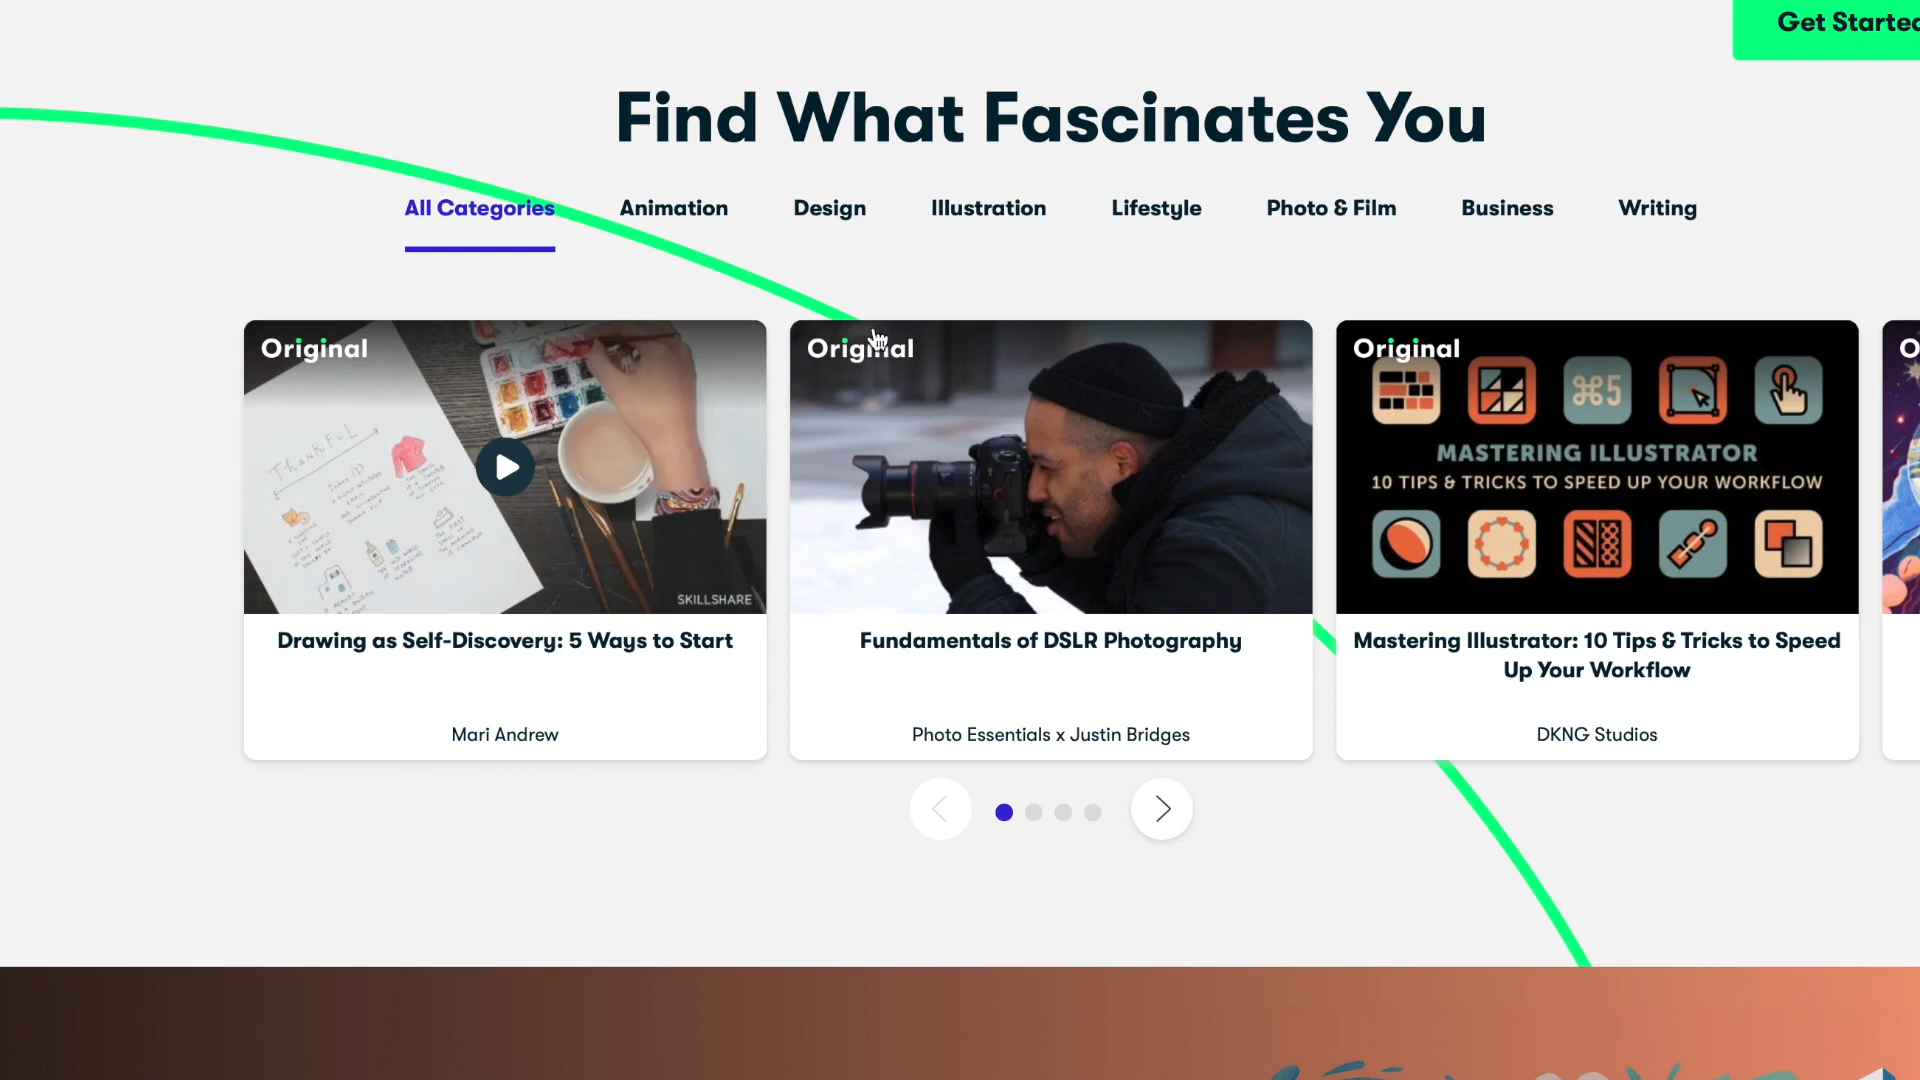 Get Started
Find What Fascinates You
All Categories
Animation
Design
Illustration
Lifestyle
Photo & Film
Business
Writing
Original
THANKFUL
SKILLSHARE
Drawing as Self-Discovery: 5 Ways to Start
Mari Andrew
Original
Fundamentals of DSLR Photography
Photo Essentials x Justin Bridges
Original
⌘5
MASTERING ILLUSTRATOR
10 TIPS & TRICKS TO SPEED UP YOUR WORKFLOW
Mastering Illustrator: 10 Tips & Tricks to Speed
Up Your Workflow
DKNG Studios